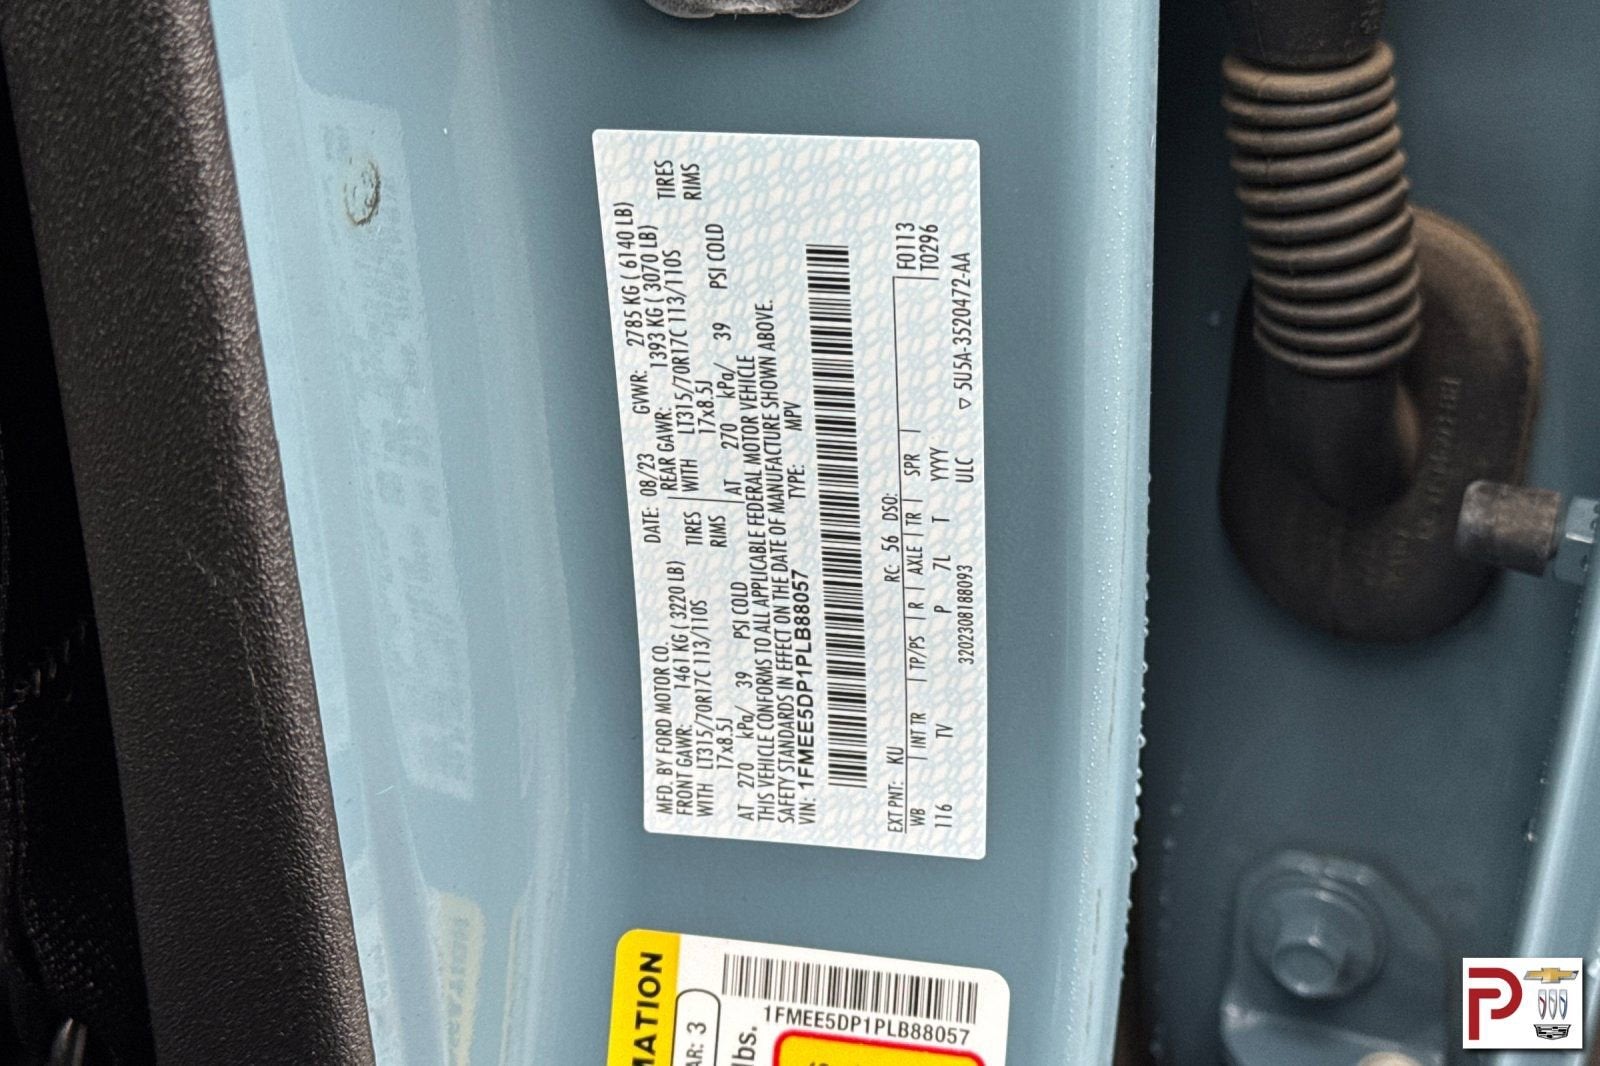 MFD. BY FORD MOTOR CO.
DATE: 08/23 GVWR: 2785 KG ( 6140 LB)
FRONT GAWR: 1461 KG ( 3220 LB)
REAR GAWR: 1393 KG ( 3070 LB)
WITH LT315/70R17C 113/110S TIRES
WITH LT315/70R17C 113/110S TIRES
17x8.5J RIMS
17x8.5J RIMS
AT 270 kPa/ 39 PSI COLD
AT 270 kPa/ 39 PSI COLD
THIS VEHICLE CONFORMS TO ALL APPLICABLE FEDERAL MOTOR VEHICLE
SAFETY STANDARDS IN EFFECT ON THE DATE OF MANUFACTURE SHOWN ABOVE.
VIN: 1FMEE5DP1PLB88057 TYPE: MPV
EXT PNT: KU RC: 56 DSO:
F0113
WB INT TR TP/PS R AXLE TR SPR
T0296
116 TV P 7L T YYYY
3202308188093 ULC 5U5A-3520472-AA
MATION
AR: 3
lbs.
1FMEE5DP1PLB88057
P